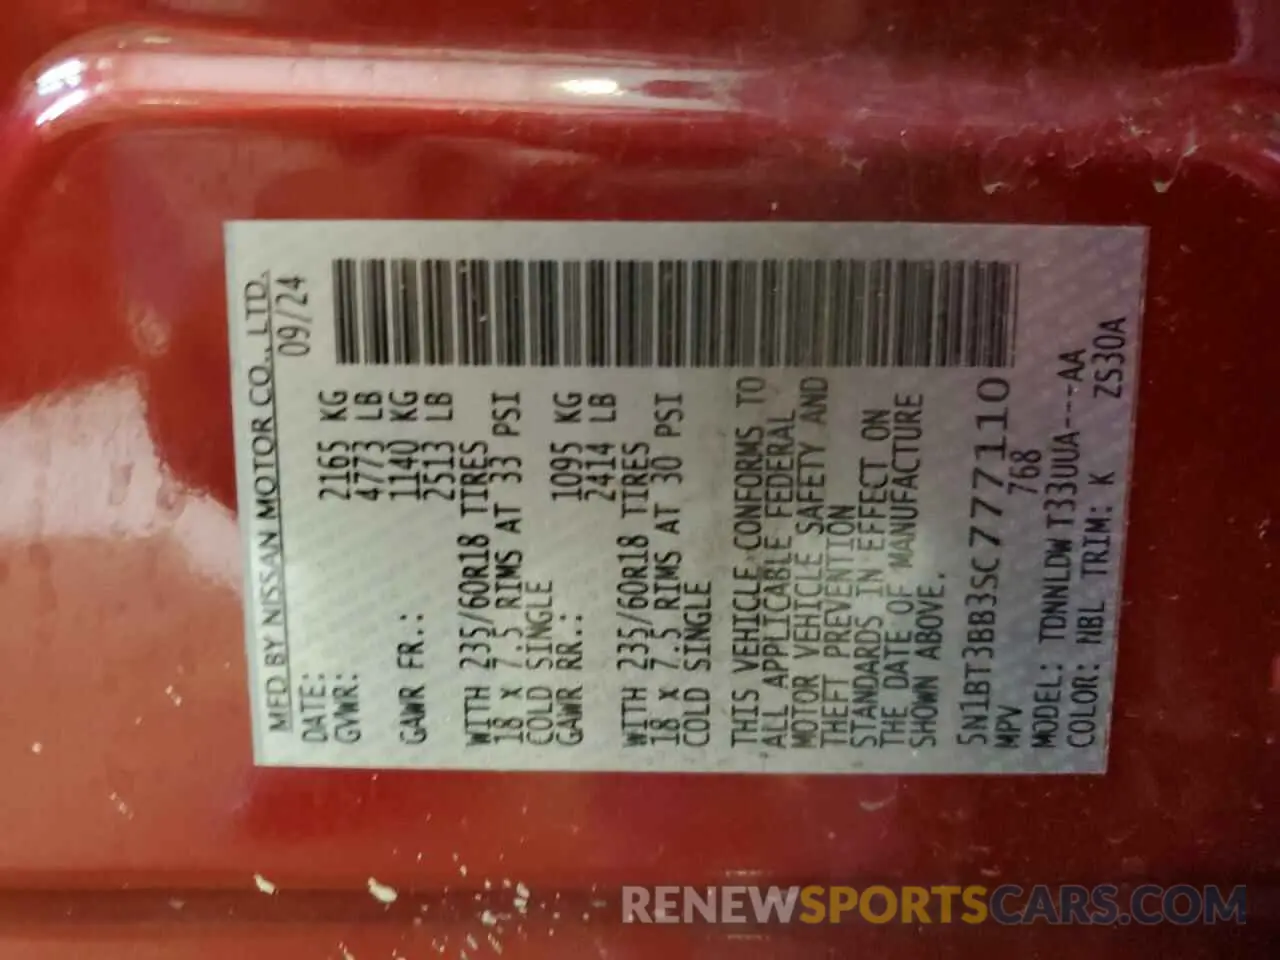 MFD BY NISSAN MOTOR CO., LTD.
DATE: 09/24
GVWR: 2165 KG
4773 LB
GAWR FR.: 1140 KG
2513 LB
WITH 235/60R18 TIRES
18 x 7.5 RIMS AT 33 PSI
COLD SINGLE
GAWR RR.: 1095 KG
2414 LB
WITH 235/60R18 TIRES
18 x 7.5 RIMS AT 30 PSI
COLD SINGLE
THIS VEHICLE CONFORMS TO
ALL APPLICABLE FEDERAL
MOTOR VEHICLE SAFETY AND
THEFT PREVENTION
STANDARDS IN EFFECT ON
THE DATE OF MANUFACTURE
SHOWN ABOVE.
5N1BT3BB3SC777110
MPV 768
MODEL: TDNNLDW T33UUA---AA
COLOR: NBL TRIM: K ZS30A
RENEWSPORTSCARS.COM